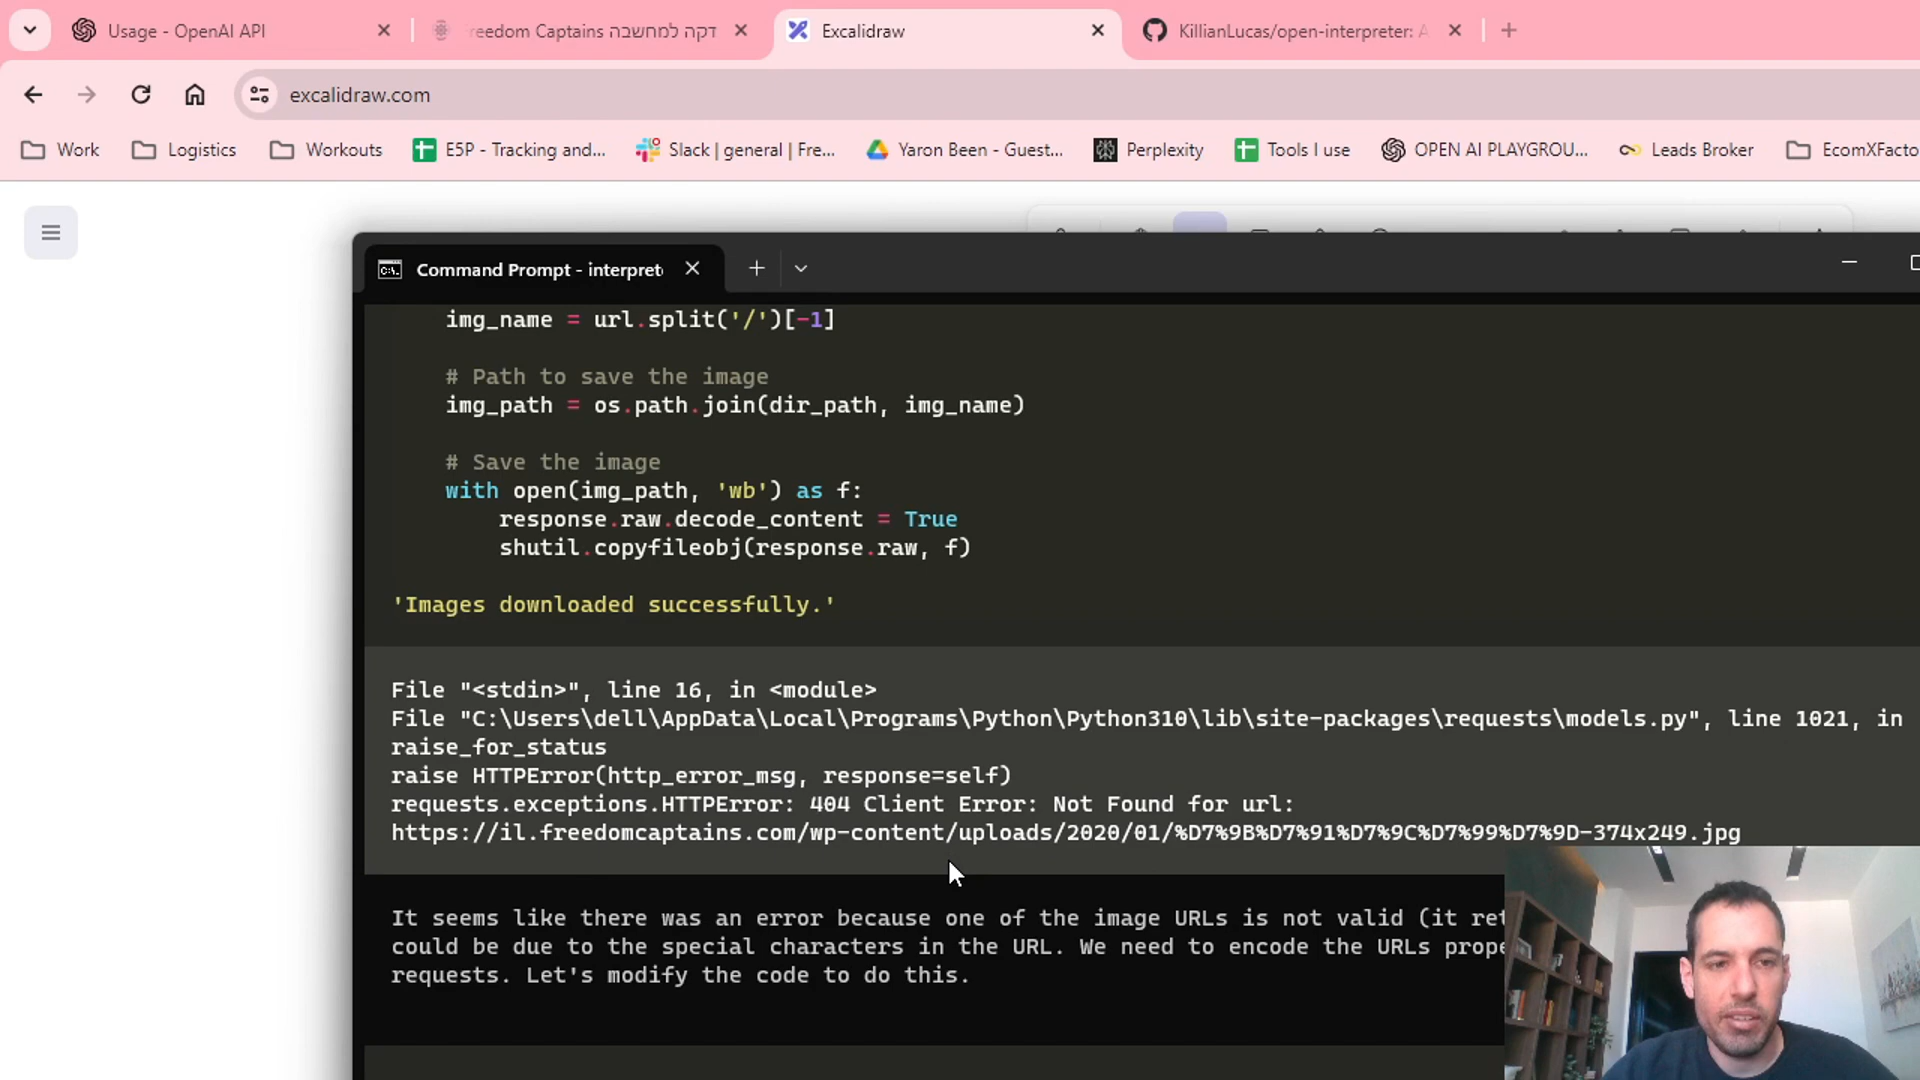 Usage - OpenAI API
reedom Captains דקה למחשבה
Excalidraw
KillianLucas/open-interpreter: A
excalidraw.com
Work
Logistics
Workouts
E5P - Tracking and...
Slack | general | Fre...
Yaron Been - Guest...
Perplexity
Tools I use
OPEN AI PLAYGROU...
Leads Broker
EcomXFacto
Command Prompt - interpret
img_name = url.split('/')[-1]
# Path to save the image
img_path = os.path.join(dir_path, img_name)
# Save the image
with open(img_path, 'wb') as f:
response.raw.decode_content = True
shutil.copyfileobj(response.raw, f)
'Images downloaded successfully.'
File "<stdin>", line 16, in <module>
File "C:\Users\dell\AppData\Local\Programs\Python\Python310\lib\site-packages\requests\models.py", line 1021, in
raise_for_status
raise HTTPError(http_error_msg, response=self)
requests.exceptions.HTTPError: 404 Client Error: Not Found for url:
https://il.freedomcaptains.com/wp-content/uploads/2020/01/%D7%9B%D7%91%D7%9C%D7%99%D7%9D-374x249.jpg
It seems like there was an error because one of the image URLs is not valid (it ret
could be due to the special characters in the URL. We need to encode the URLs prope
requests. Let's modify the code to do this.